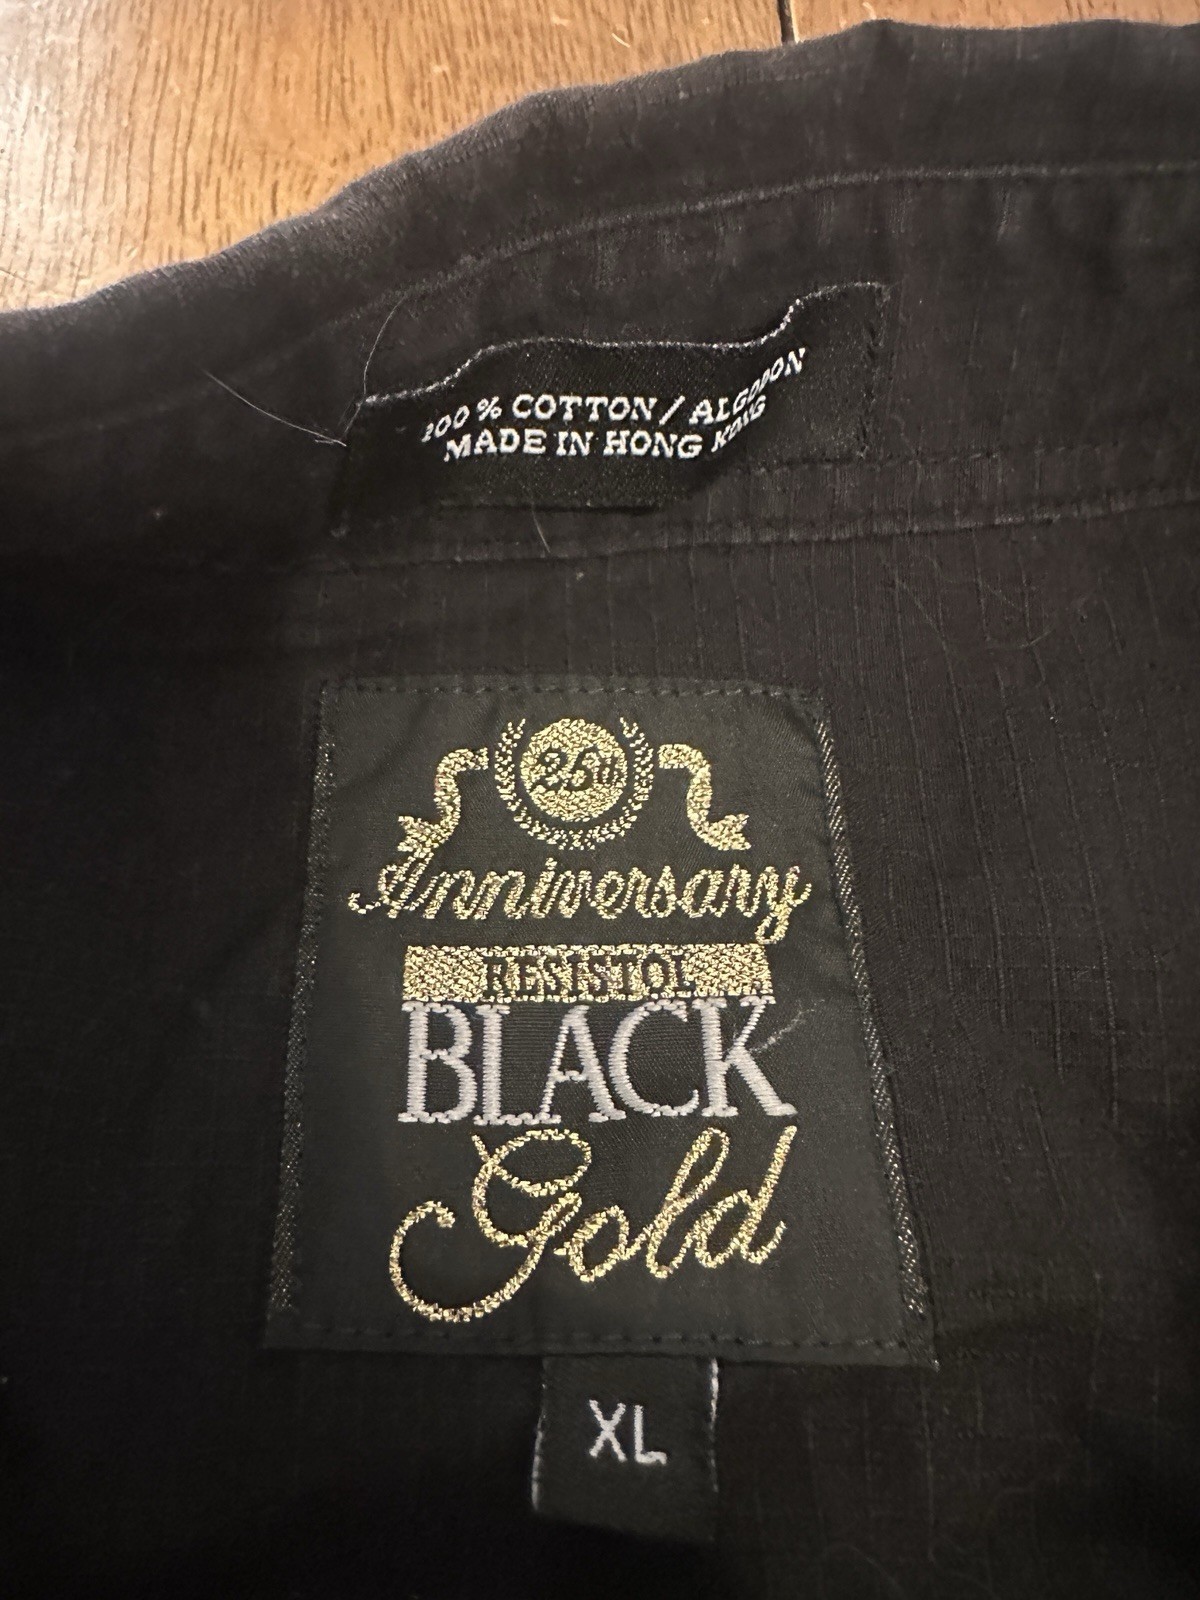 100% COTTON / ALGODON
MADE IN HONG KONG
25th
Anniversary
RESISTOL
BLACK
Gold
XL